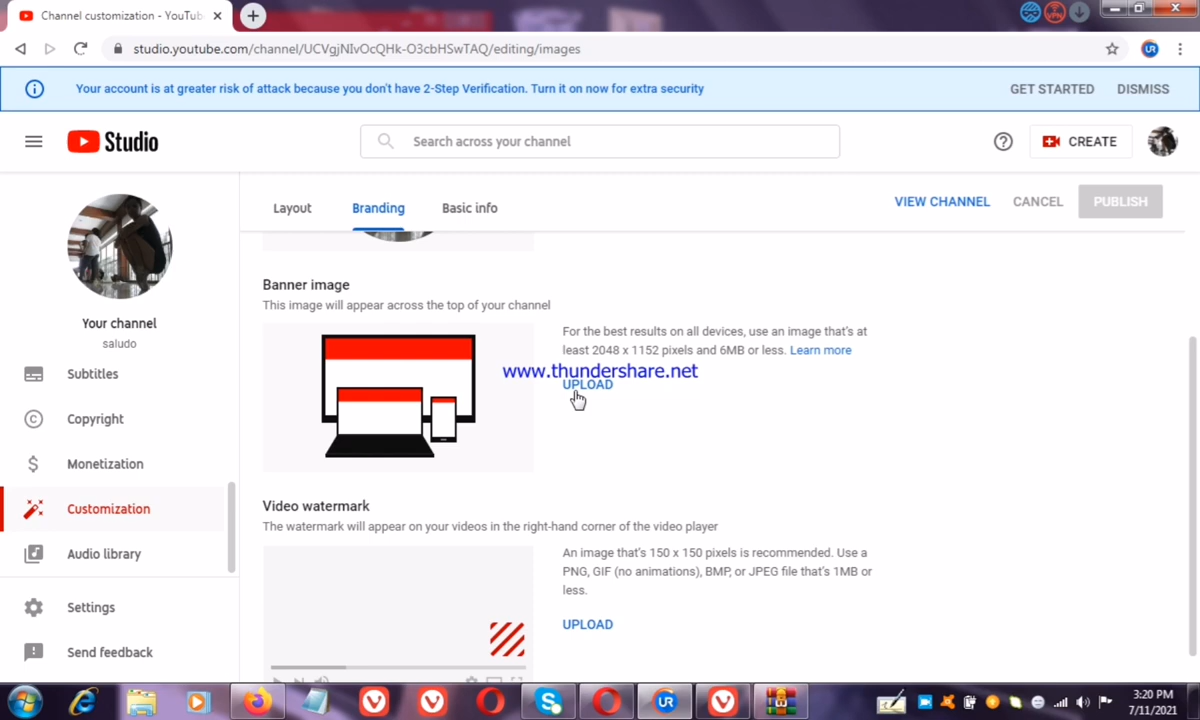 Channel customization - YouTub
studio.youtube.com/channel/UCVgjNIvOcQHk-O3cbHSwTAQ/editing/images
UR
VPN
Your account is at greater risk of attack because you don't have 2-Step Verification. Turn it on now for extra security
GET STARTED
DISMISS
Studio
Search across your channel
CREATE
Layout
Branding
Basic info
VIEW CHANNEL
CANCEL
PUBLISH
Your channel
saludo
Subtitles
Copyright
Monetization
Customization
Audio library
Settings
Send feedback
Banner image
This image will appear across the top of your channel
For the best results on all devices, use an image that's at
least 2048 x 1152 pixels and 6MB or less. Learn more
www.thundershare.net
UPLOAD
Video watermark
The watermark will appear on your videos in the right-hand corner of the video player
An image that's 150 x 150 pixels is recommended. Use a
PNG, GIF (no animations), BMP, or JPEG file that's 1MB or
less.
UPLOAD
UR
3:20 PM
7/11/2021